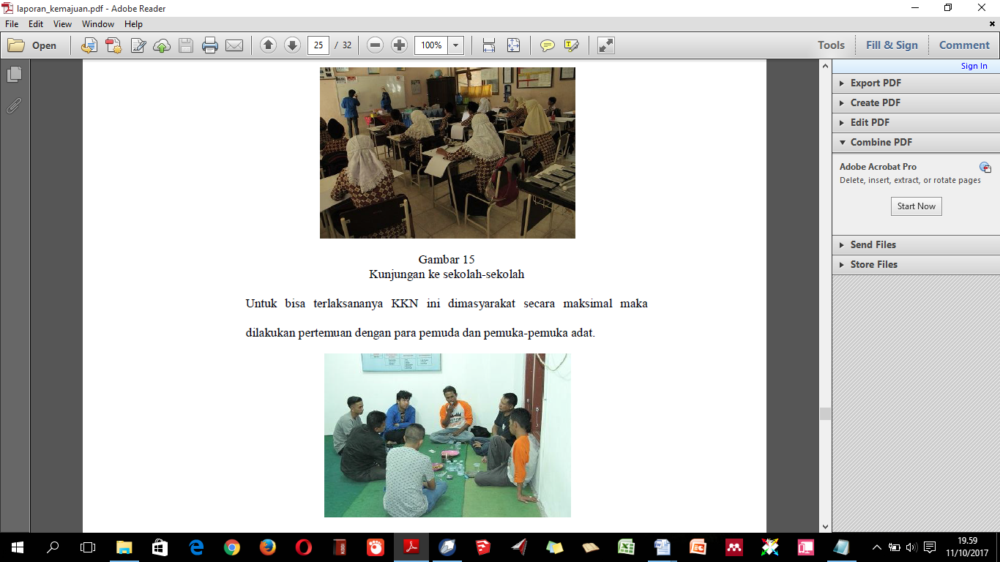 laporan_kemajuan.pdf - Adobe Reader
File Edit View Window Help
Open 25 / 32 100% Tools Fill & Sign Comment
Sign In
Export PDF
Create PDF
Edit PDF
Combine PDF
Adobe Acrobat Pro
Delete, insert, extract, or rotate pages
Start Now
Send Files
Store Files
Gambar 15
Kunjungan ke sekolah-sekolah
Untuk bisa terlaksananya KKN ini dimasyarakat secara maksimal maka
dilakukan pertemuan dengan para pemuda dan pemuka-pemuka adat.
19.59
11/10/2017